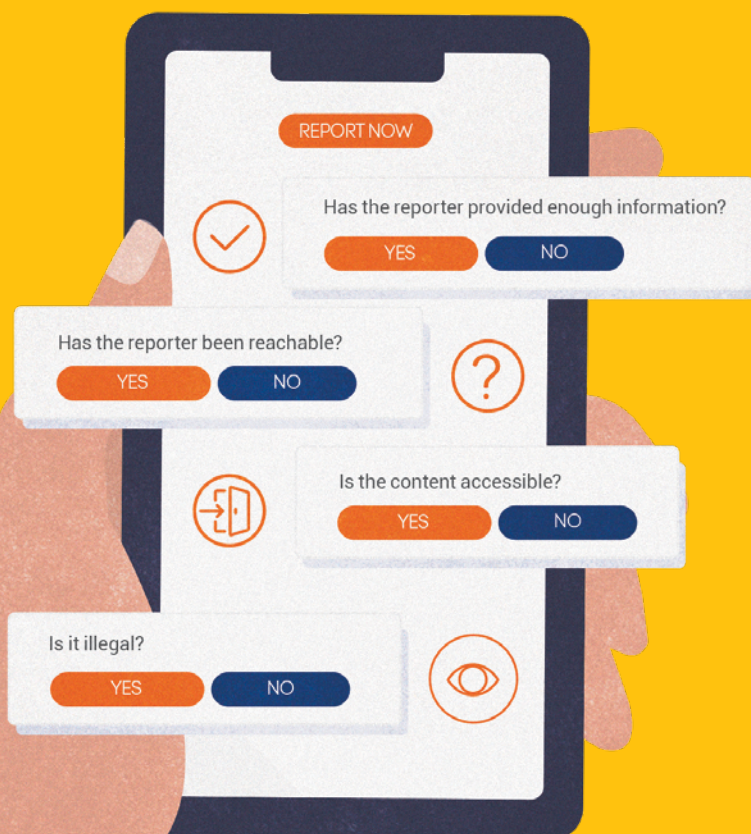 REPORT NOW
Has the reporter provided enough information?
YES NO
Has the reporter been reachable?
YES NO
Is the content accessible?
YES NO
Is it illegal?
YES NO